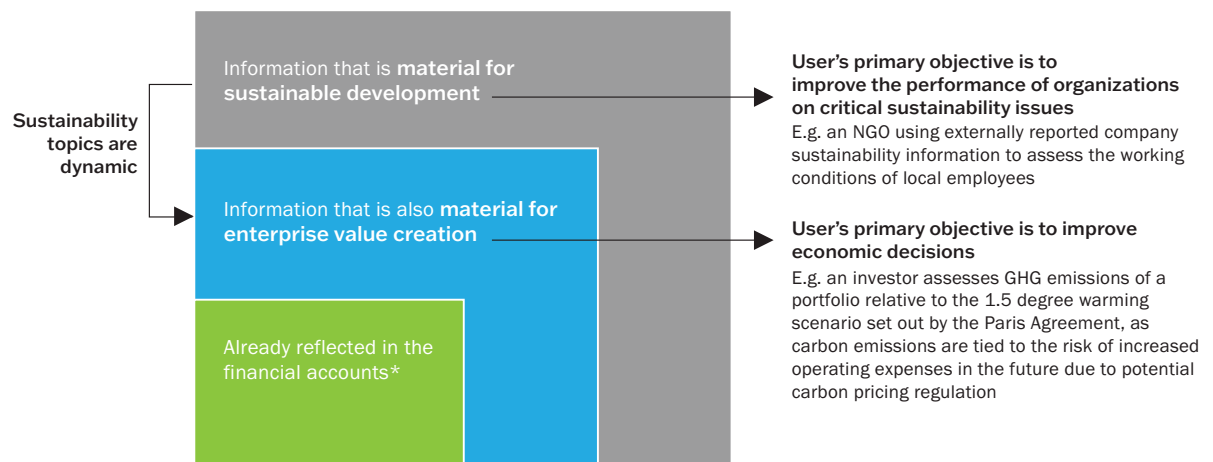 Sustainability
topics are
dynamic
Information that is material for
sustainable development
Information that is also material for
enterprise value creation
Already reflected in the
financial accounts*
User's primary objective is to
improve the performance of organizations
on critical sustainability issues
E.g. an NGO using externally reported company
sustainability information to assess the working
conditions of local employees
User's primary objective is to improve
economic decisions
E.g. an investor assesses GHG emissions of a
portfolio relative to the 1.5 degree warming
scenario set out by the Paris Agreement, as
carbon emissions are tied to the risk of increased
operating expenses in the future due to potential
carbon pricing regulation